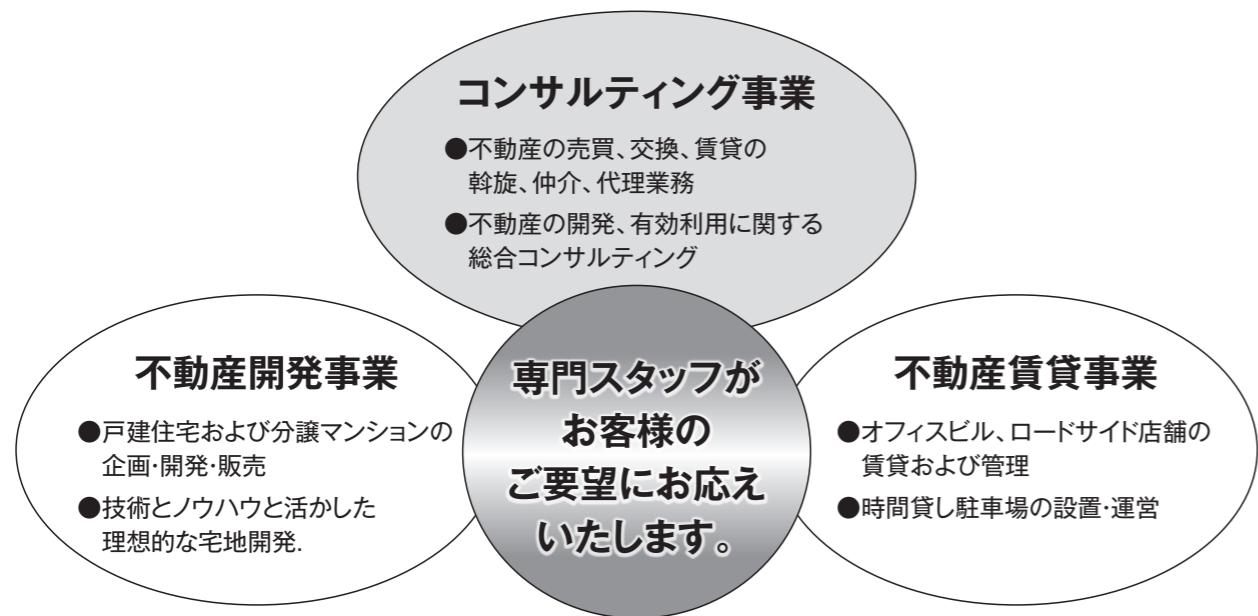 コンサルティング事業
●不動産の売買、交換、賃貸の
斡旋、仲介、代理業務
●不動産の開発、有効利用に関する
総合コンサルティング
不動産開発事業
●戸建住宅および分譲マンションの
企画・開発・販売
●技術とノウハウと活かした
理想的な宅地開発.
専門スタッフが
お客様の
ご要望にお応え
いたします。
不動産賃貸事業
●オフィスビル、ロードサイド店舗の
賃貸および管理
●時間貸し駐車場の設置・運営